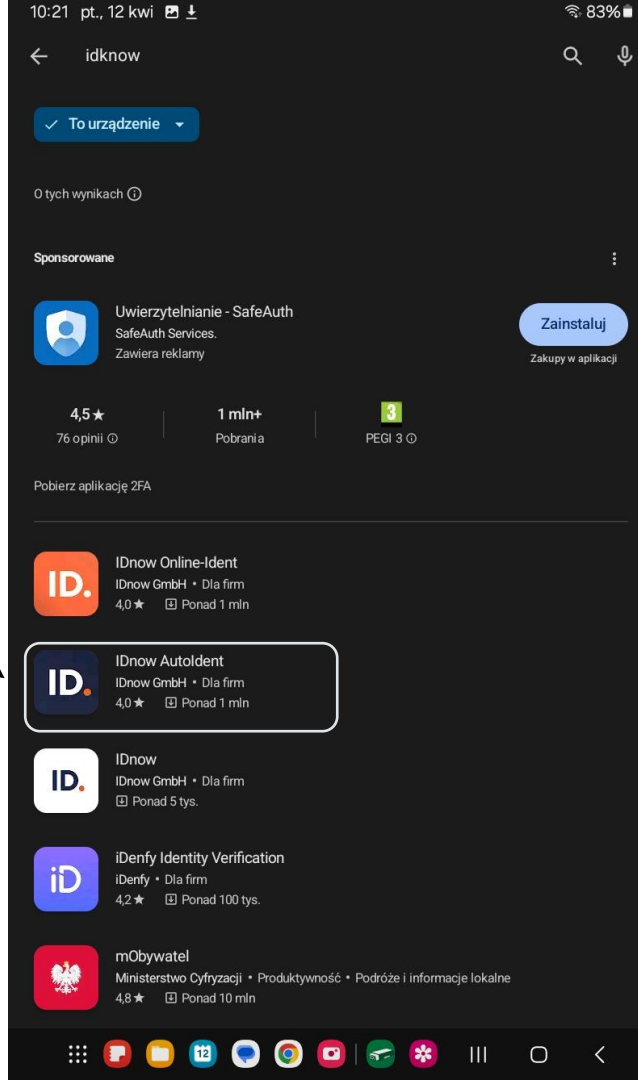 10:21 pt., 12 kwi 83%
idknow
To urządzenie
O tych wynikach
Sponsorowane
Uwierzytelnianie - SafeAuth
SafeAuth Services.
Zawiera reklamy
Zainstaluj
Zakupy w aplikacji
4,5★ 1 mln+ 3
76 opinii Pobrania PEGI 3
Pobierz aplikację 2FA
ID.
IDnow Online-Ident
IDnow GmbH • Dla firm
4,0★ Ponad 1 mln
ID.
IDnow AutoIdent
IDnow GmbH • Dla firm
4,0★ Ponad 1 mln
ID.
IDnow
IDnow GmbH • Dla firm
Ponad 5 tys.
iD
iDenfy Identity Verification
iDenfy • Dla firm
4,2★ Ponad 100 tys.
mObywatel
Ministerstwo Cyfryzacji • Produktywność • Podróże i informacje lokalne
4,8★ Ponad 10 mln
12